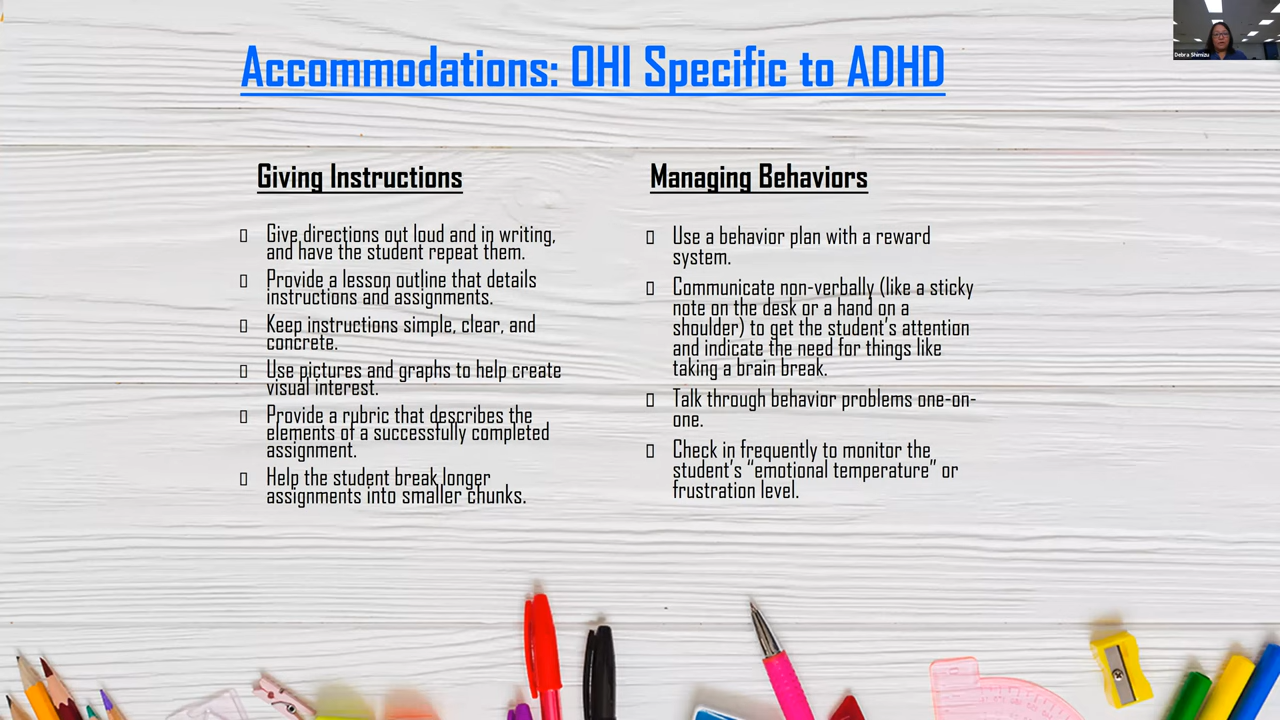 Accommodations: OHI Specific to ADHD
Debra Shimizu
Giving Instructions
Give directions out loud and in writing,
and have the student repeat them.
Provide a lesson outline that details
instructions and assignments.
Keep instructions simple, clear, and
concrete.
Use pictures and graphs to help create
visual interest.
Provide a rubric that describes the
elements of a successfully completed
assignment.
Help the student break longer
assignments into smaller chunks.
Managing Behaviors
Use a behavior plan with a reward
system.
Communicate non-verbally (like a sticky
note on the desk or a hand on a
shoulder) to get the student’s attention
and indicate the need for things like
taking a brain break.
Talk through behavior problems one-on-
one.
Check in frequently to monitor the
student’s “emotional temperature” or
frustration level.